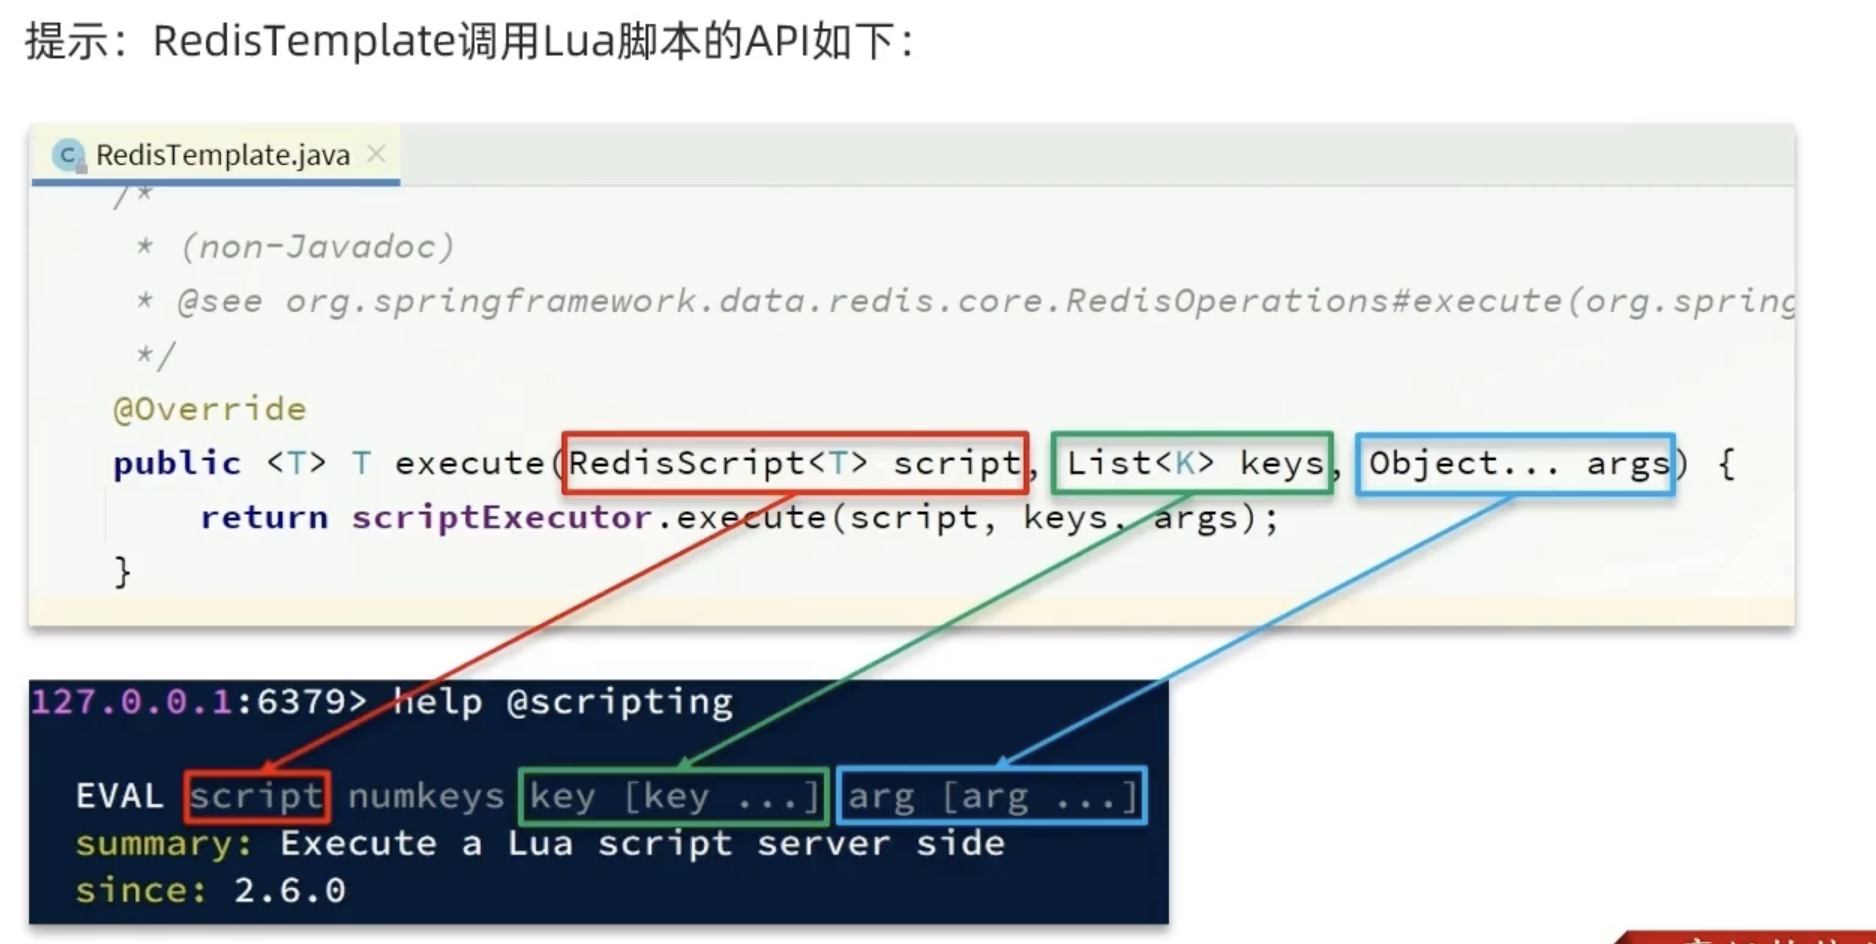 提示：RedisTemplate调用Lua脚本的API如下：
RedisTemplate.java
/*
* (non-Javadoc)
* @see org.springframework.data.redis.core.RedisOperations#execute(org.spring
*/
@Override
public <T> T execute(RedisScript<T> script, List<K> keys, Object... args) {
return scriptExecutor.execute(script, keys, args);
}
127.0.0.1:6379> help @scripting
EVAL script numkeys key [key ...] arg [arg ...]
summary: Execute a Lua script server side
since: 2.6.0